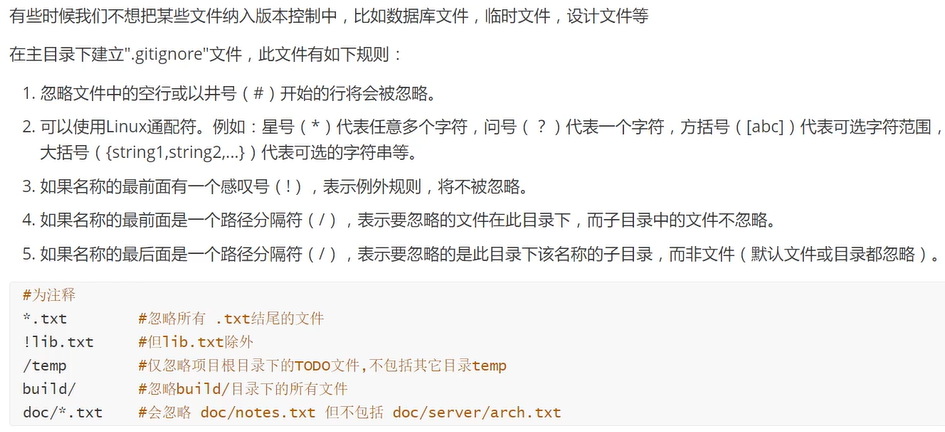 有些时候我们不想把某些文件纳入版本控制中，比如数据库文件，临时文件，设计文件等
在主目录下建立".gitignore"文件，此文件有如下规则：
1. 忽略文件中的空行或以井号（#）开始的行将会被忽略。
2. 可以使用Linux通配符。例如：星号（*）代表任意多个字符，问号（？）代表一个字符，方括号（[abc]）代表可选字符范围，
大括号（{string1,string2,...}）代表可选的字符串等。
3. 如果名称的最前面有一个感叹号（!），表示例外规则，将不被忽略。
4. 如果名称的最前面是一个路径分隔符（/），表示要忽略的文件在此目录下，而子目录中的文件不忽略。
5. 如果名称的最后面是一个路径分隔符（/），表示要忽略的是此目录下该名称的子目录，而非文件（默认文件或目录都忽略）。
#为注释
*.txt #忽略所有 .txt结尾的文件
!lib.txt #但lib.txt除外
/temp #仅忽略项目根目录下的TODO文件,不包括其它目录temp
build/ #忽略build/目录下的所有文件
doc/*.txt #会忽略 doc/notes.txt 但不包括 doc/server/arch.txt